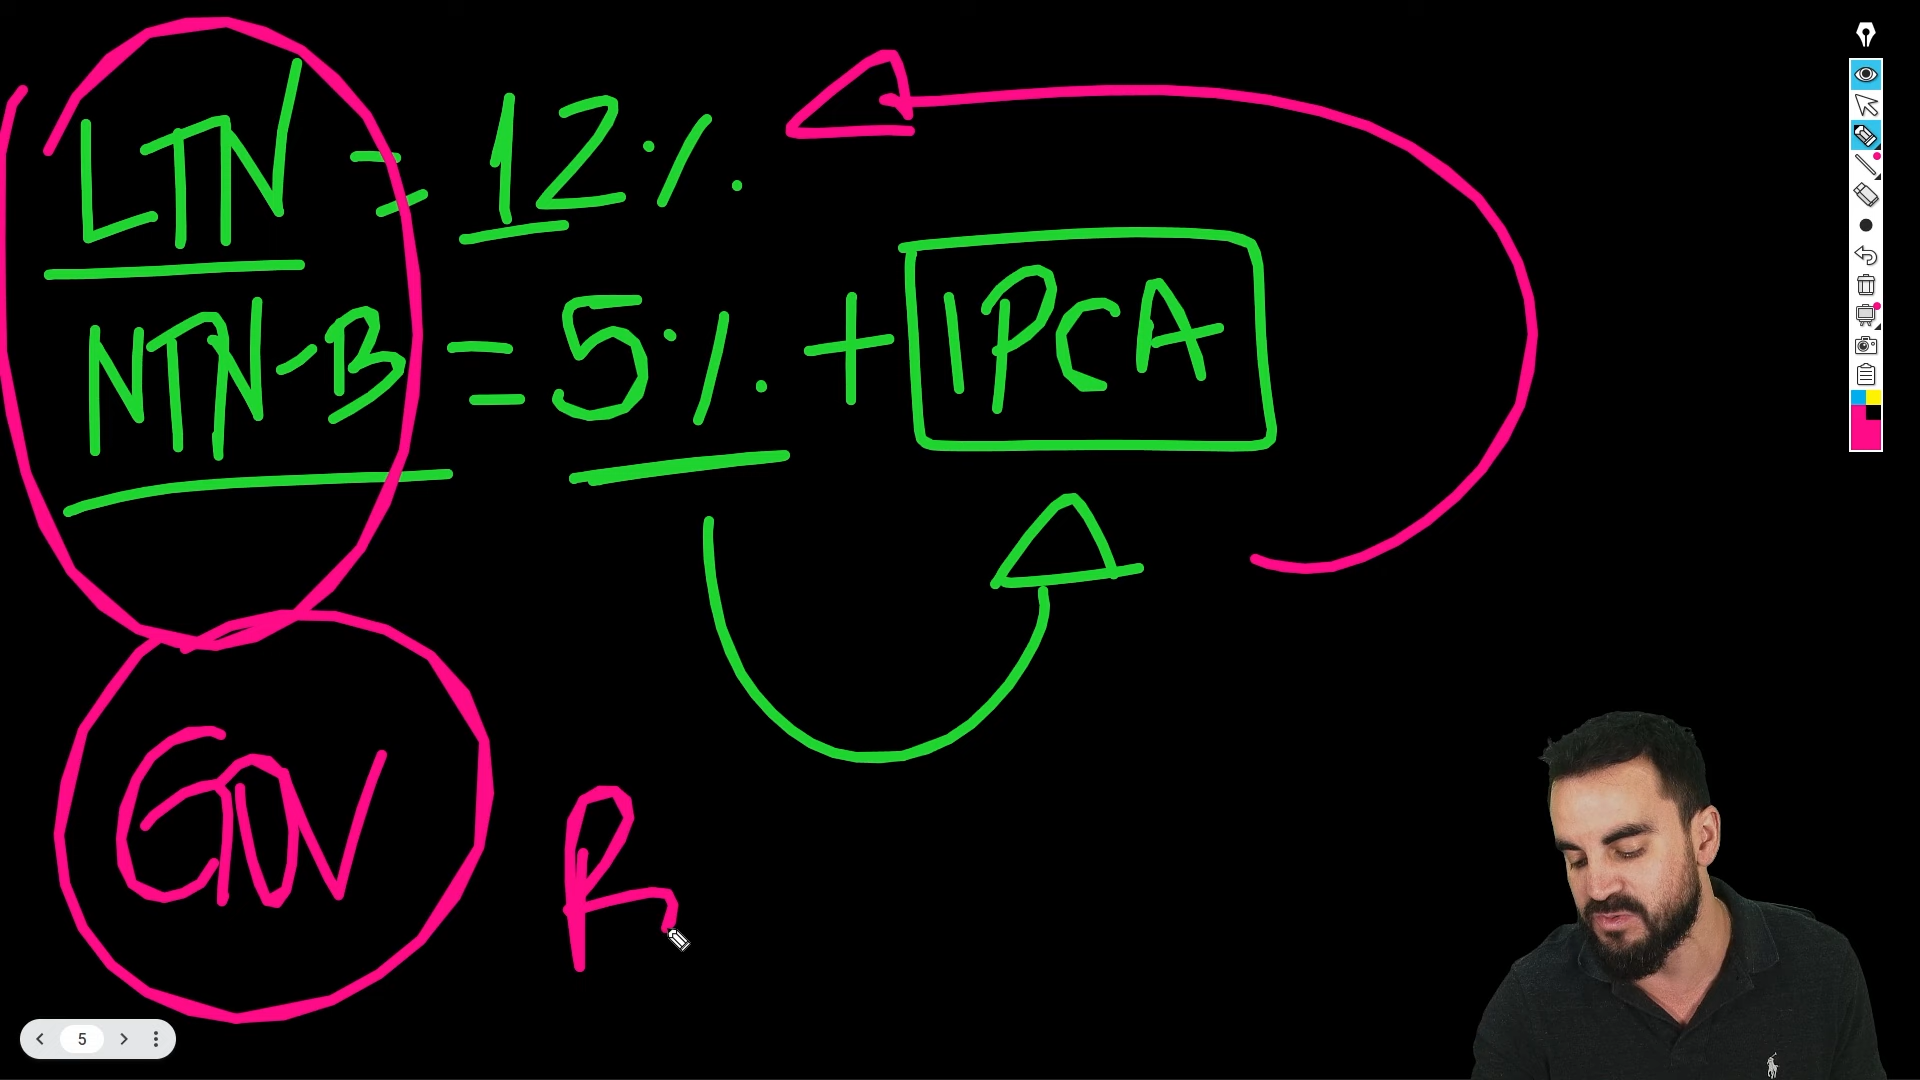 LTN = 12%
NTN-B = 5% + IPCA
GOV
R
5